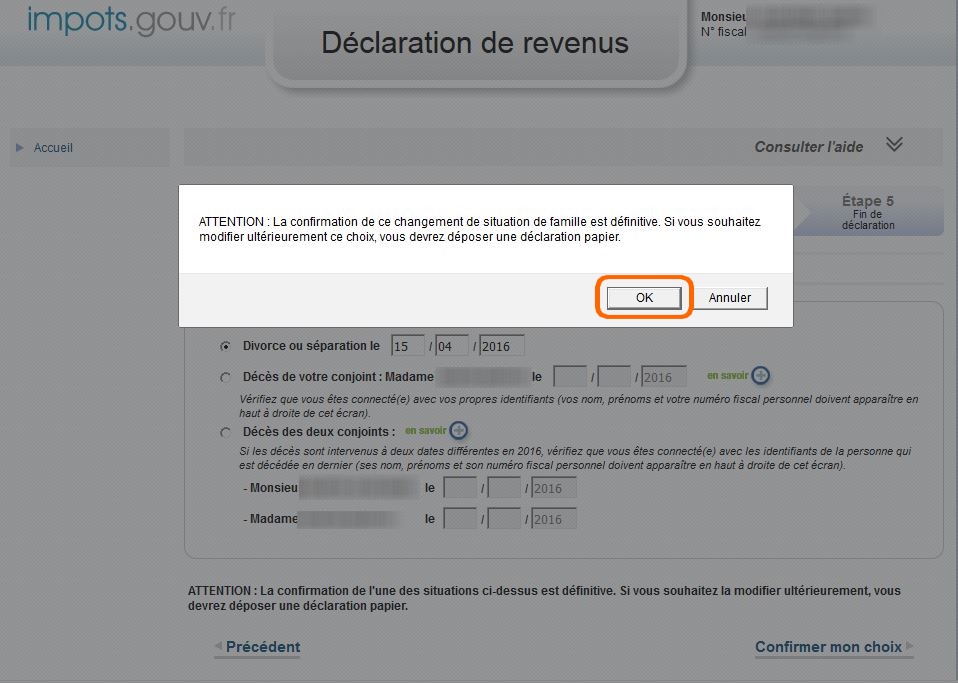 impots.gouv.fr
Déclaration de revenus
Monsieu
N° fiscal
Accueil
Consulter l'aide
Étape 5
Fin de
déclaration
ATTENTION : La confirmation de ce changement de situation de famille est définitive. Si vous souhaitez
modifier ultérieurement ce choix, vous devrez déposer une déclaration papier.
OK Annuler
Divorce ou séparation le 15 / 04 / 2016
Décès de votre conjoint : Madame le / / 2016 en savoir
Vérifiez que vous êtes connecté(e) avec vos propres identifiants (vos nom, prénoms et votre numéro fiscal personnel doivent apparaître en
haut à droite de cet écran).
Décès des deux conjoints : en savoir
Si les décès sont intervenus à deux dates différentes en 2016, vérifiez que vous êtes connecté(e) avec les identifiants de la personne qui
est décédée en dernier (ses nom, prénoms et son numéro fiscal personnel doivent apparaître en haut à droite de cet écran).
- Monsieu le / / 2016
- Madame le / / 2016
ATTENTION : La confirmation de l'une des situations ci-dessus est définitive. Si vous souhaitez la modifier ultérieurement, vous
devrez déposer une déclaration papier.
Précédent
Confirmer mon choix